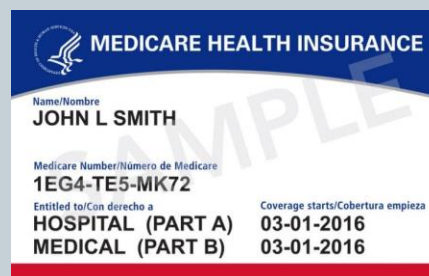 MEDICARE HEALTH INSURANCE
Name/Nombre
JOHN L SMITH
Medicare Number/Número de Medicare
1EG4-TE5-MK72
Entitled to/Con derecho a
Coverage starts/Cobertura empieza
HOSPITAL (PART A) 03-01-2016
MEDICAL (PART B) 03-01-2016
SAMPLE